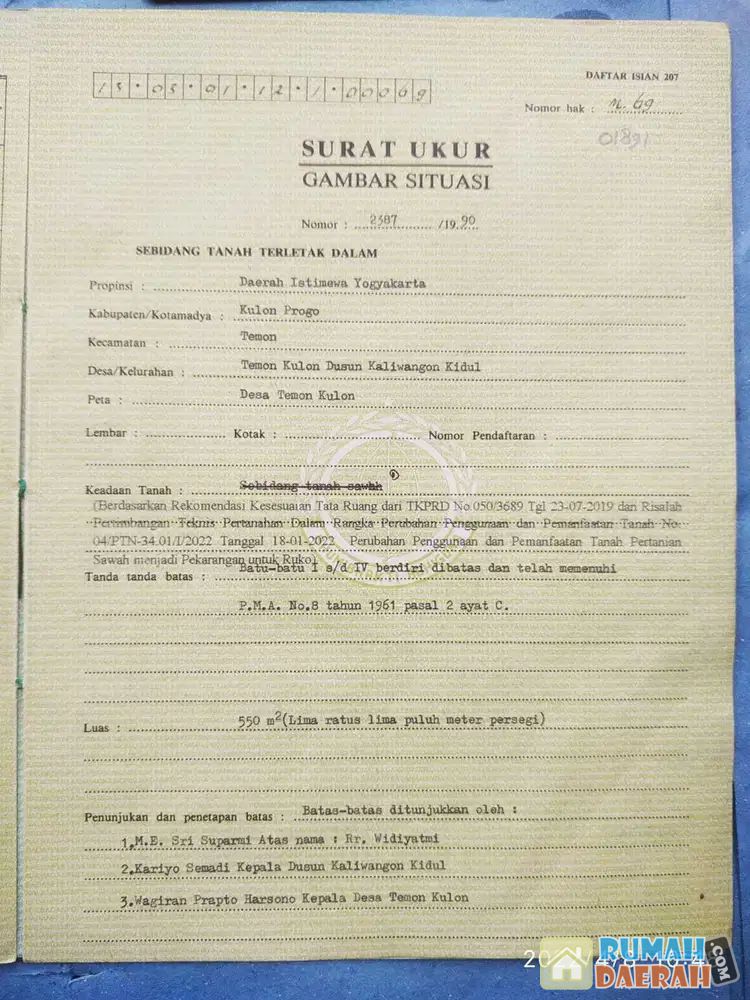 DAFTAR ISIAN 207
13.03.01.12.1.00069
Nomor hak : M. 69
01891
SURAT UKUR
GAMBAR SITUASI
Nomor : 2387 /1990
SEBIDANG TANAH TERLETAK DALAM
Propinsi : Daerah Istimewa Yogyakarta
Kabupaten/Kotamadya : Kulon Progo
Kecamatan : Temon
Desa/Kelurahan : Temon Kulon Dusun Kaliwangon Kidul
Peta : Desa Temon Kulon
Lembar : Kotak : Nomor Pendaftaran :
Keadaan Tanah : Sebidang tanah sawah
(Berdasarkan Rekomendasi Kesesuaian Tata Ruang dari TKPRD No 050/3689 Tgl 23-07-2019 dan Risalah
Pertimbangan Teknis Pertanahan Dalam Rangka Perubahan Penggunaan dan Pemanfaatan Tanah No.
04/PTN-34.01/I/2022 Tanggal 18-01-2022 Perubahan Penggunaan dan Pemanfaatan Tanah Pertanian
Sawah menjadi Pekarangan untuk Ruko)
Tanda tanda batas : Batu-batu I s/d IV berdiri dibatas dan telah memenuhi
P.M.A. No.8 tahun 1961 pasal 2 ayat C.
Luas : 550 m2(Lima ratus lima puluh meter persegi)
Penunjukan dan penetapan batas : Batas-batas ditunjukkan oleh :
1.M.E. Sri Suparmi Atas nama : Rr. Widiyatmi
2.Kariyo Semadi Kepala Dusun Kaliwangon Kidul
3.Wagiran Prapto Harsono Kepala Desa Temon Kulon
RUMAH
DAERAH.COM